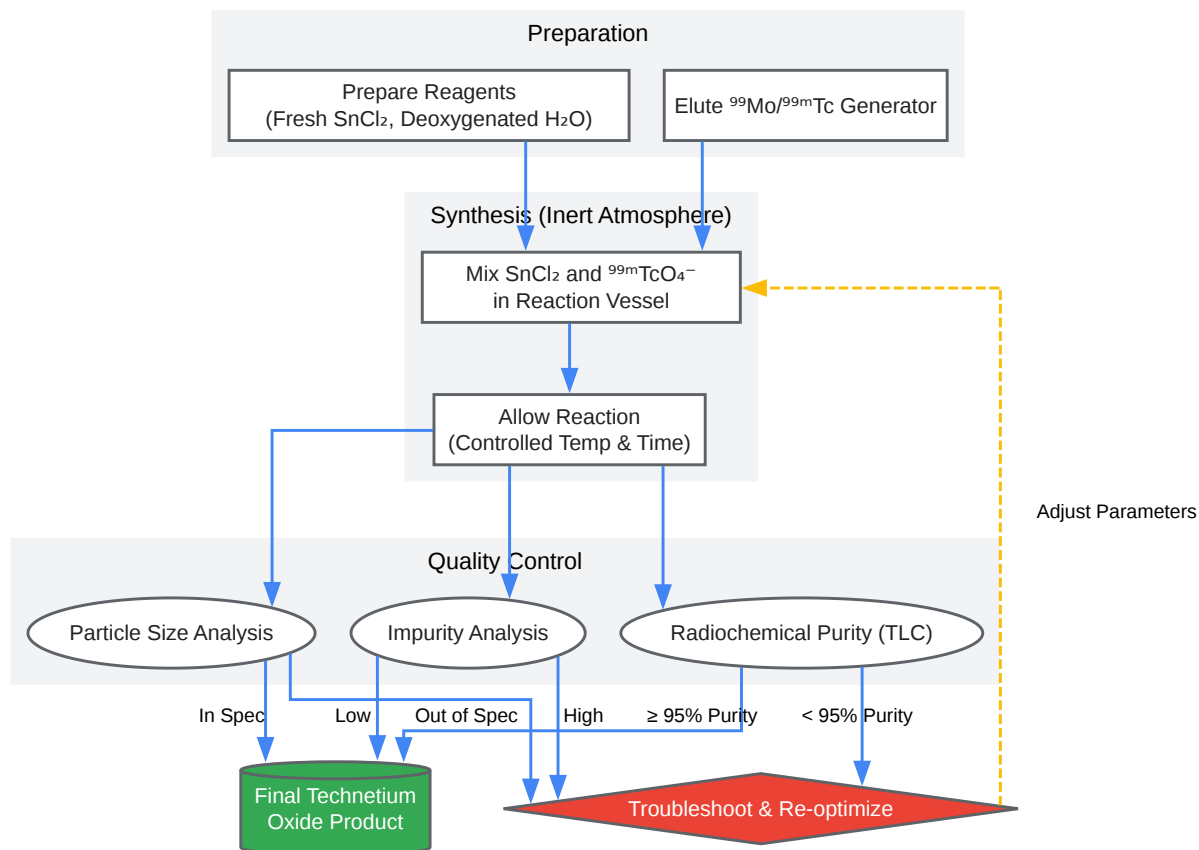 Preparation
Prepare Reagents
(Fresh SnCl₂, Deoxygenated H₂O)
Elute ⁹⁹Mo/⁹⁹ᵐTc Generator
Synthesis (Inert Atmosphere)
Mix SnCl₂ and ⁹⁹ᵐTcO₄⁻
in Reaction Vessel
Allow Reaction
(Controlled Temp & Time)
Adjust Parameters
Quality Control
Particle Size Analysis
Impurity Analysis
Radiochemical Purity (TLC)
In Spec
Low
Out of Spec
High
≥ 95% Purity
< 95% Purity
Final Technetium
Oxide Product
Troubleshoot & Re-optimize